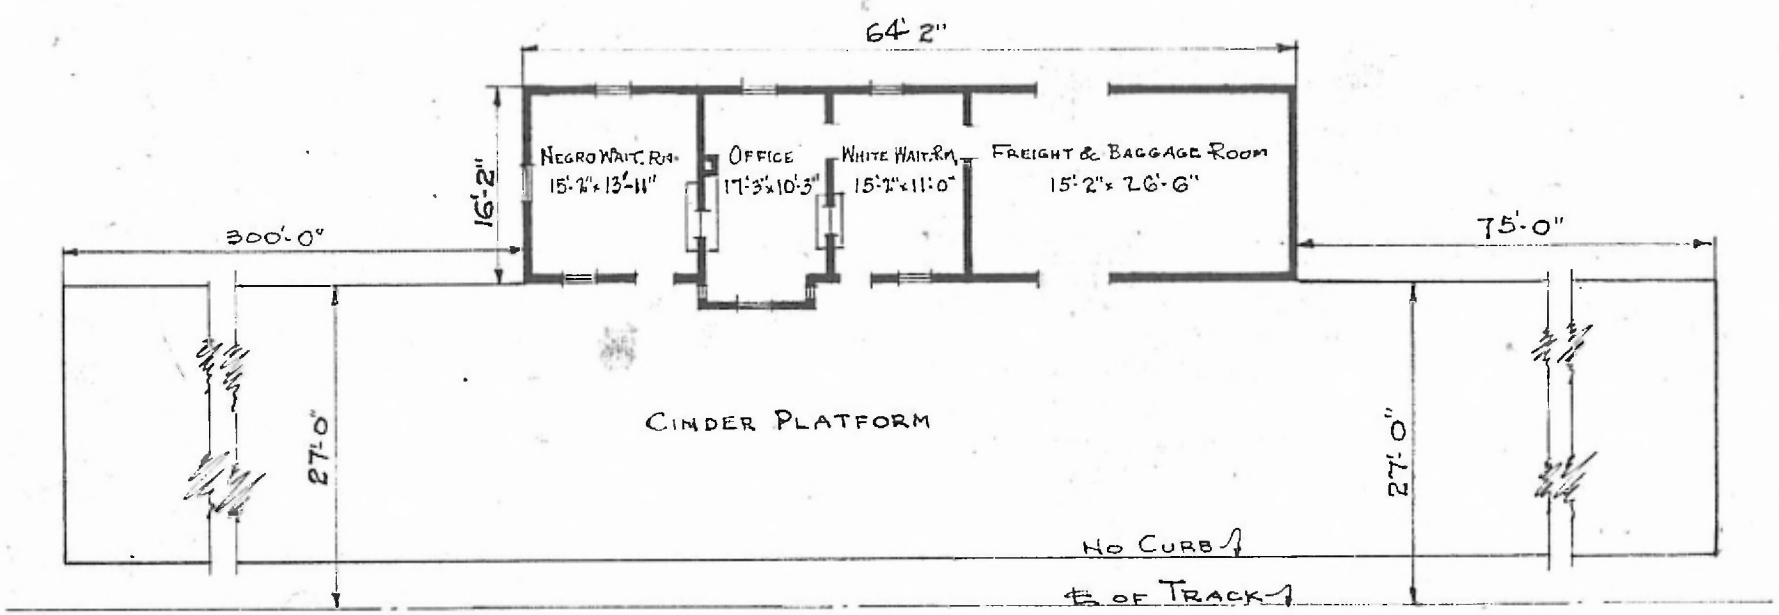 64'-2"
NEGRO WAIT. RM.
15'-2" x 13'-11"
OFFICE
17'-3" x 10'-3"
WHITE WAIT. RM.
15'-2" x 11'-0"
FREIGHT & BAGGAGE ROOM
15'-2" x 26'-6"
16'-2"
300'-0"
75'-0"
27'-0"
CINDER PLATFORM
27'-0"
NO CURB
℄ OF TRACK